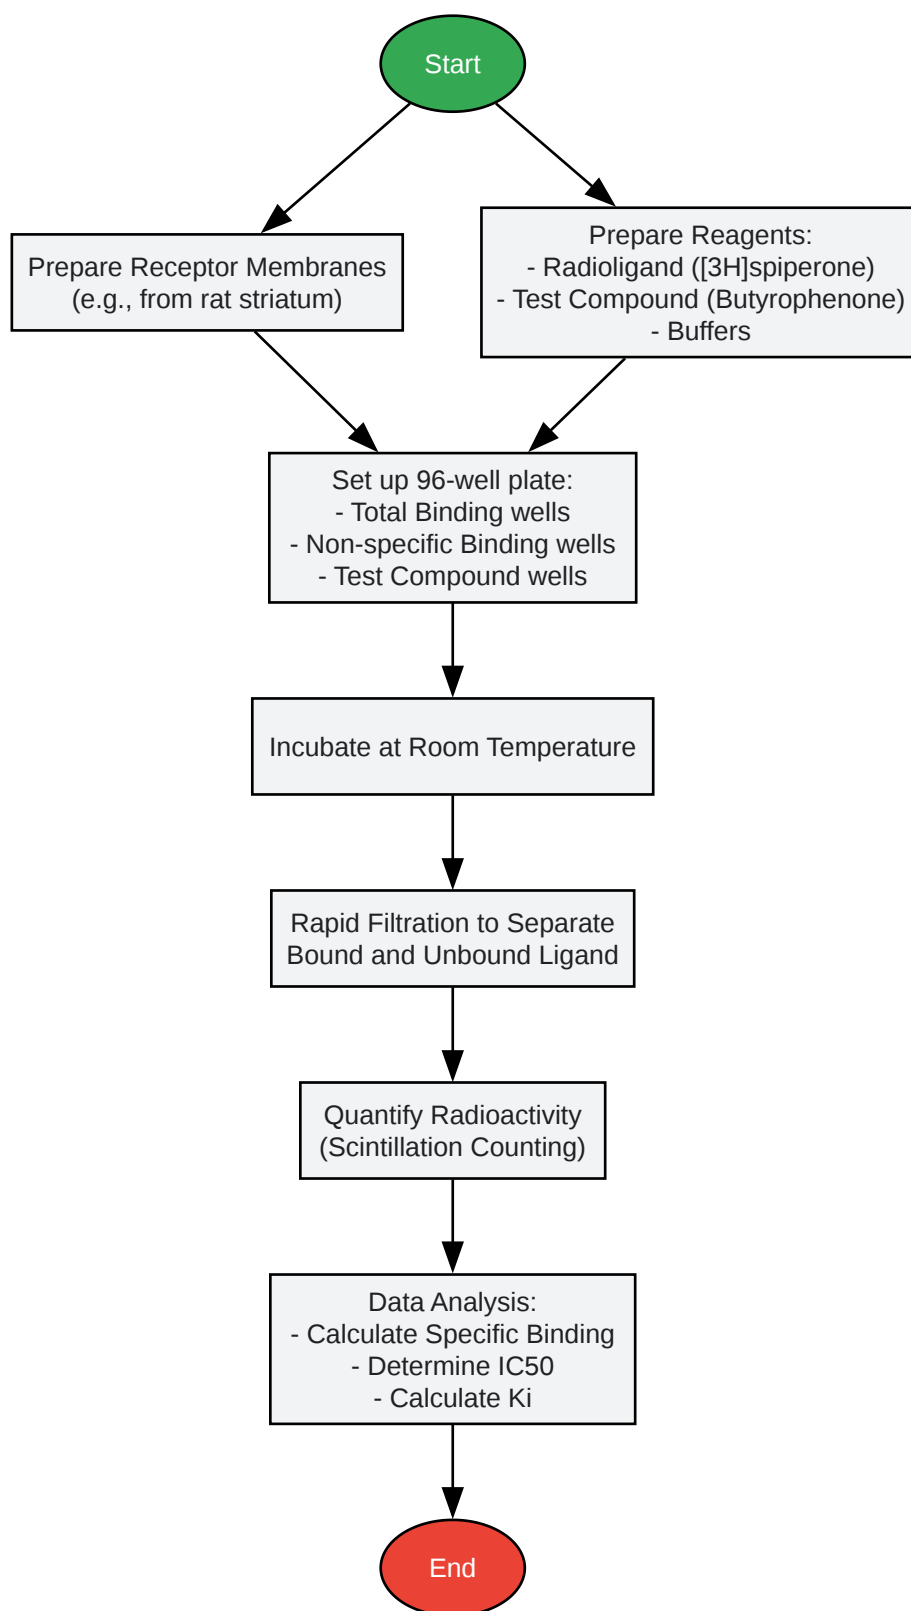 Start
Prepare Receptor Membranes
(e.g., from rat striatum)
Prepare Reagents:
- Radioligand ([3H]spiperone)
- Test Compound (Butyrophenone)
- Buffers
Set up 96-well plate:
- Total Binding wells
- Non-specific Binding wells
- Test Compound wells
Incubate at Room Temperature
Rapid Filtration to Separate
Bound and Unbound Ligand
Quantify Radioactivity
(Scintillation Counting)
Data Analysis:
- Calculate Specific Binding
- Determine IC50
- Calculate Ki
End